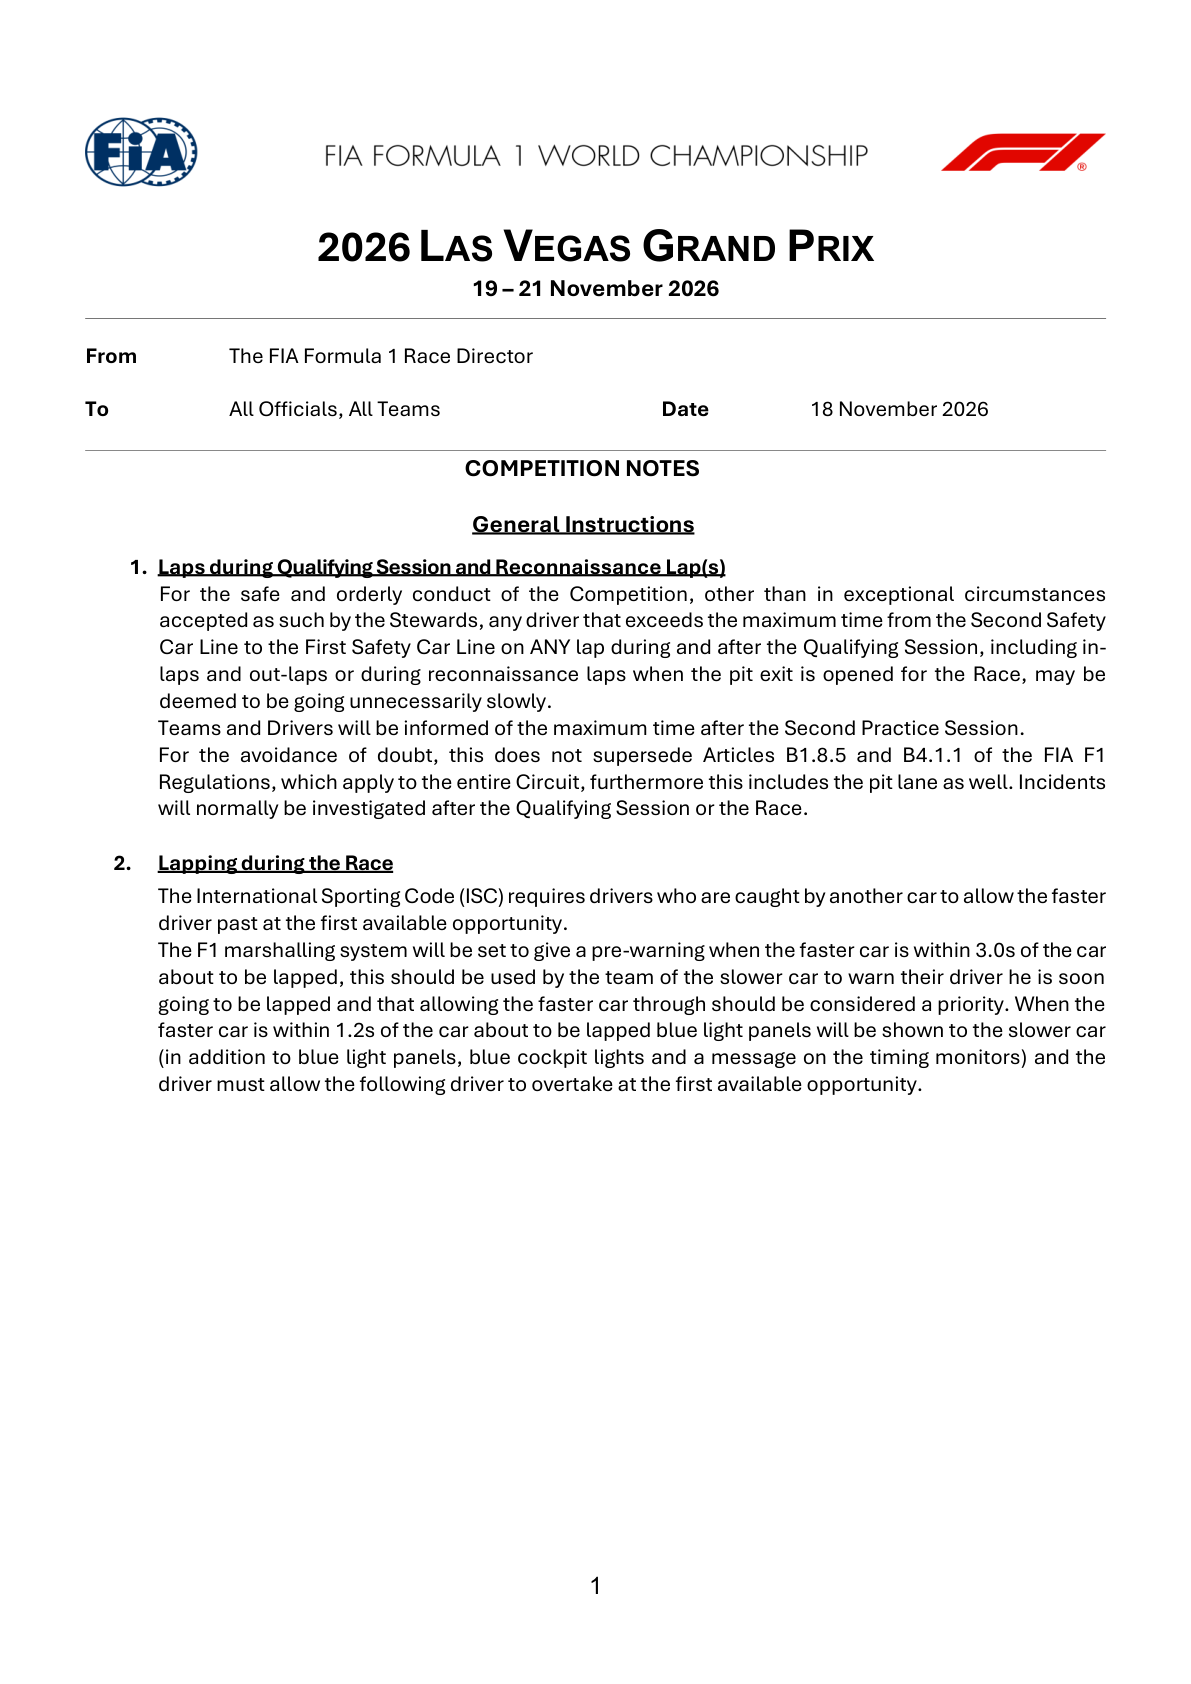 FiA
FIA FORMULA 1 WORLD CHAMPIONSHIP
F1®
2026 LAS VEGAS GRAND PRIX
19 – 21 November 2026
From The FIA Formula 1 Race Director
To All Officials, All Teams Date 18 November 2026
COMPETITION NOTES
General Instructions
1. Laps during Qualifying Session and Reconnaissance Lap(s)
For the safe and orderly conduct of the Competition, other than in exceptional circumstances
accepted as such by the Stewards, any driver that exceeds the maximum time from the Second Safety
Car Line to the First Safety Car Line on ANY lap during and after the Qualifying Session, including in-
laps and out-laps or during reconnaissance laps when the pit exit is opened for the Race, may be
deemed to be going unnecessarily slowly.
Teams and Drivers will be informed of the maximum time after the Second Practice Session.
For the avoidance of doubt, this does not supersede Articles B1.8.5 and B4.1.1 of the FIA F1
Regulations, which apply to the entire Circuit, furthermore this includes the pit lane as well. Incidents
will normally be investigated after the Qualifying Session or the Race.
2. Lapping during the Race
The International Sporting Code (ISC) requires drivers who are caught by another car to allow the faster
driver past at the first available opportunity.
The F1 marshalling system will be set to give a pre-warning when the faster car is within 3.0s of the car
about to be lapped, this should be used by the team of the slower car to warn their driver he is soon
going to be lapped and that allowing the faster car through should be considered a priority. When the
faster car is within 1.2s of the car about to be lapped blue light panels will be shown to the slower car
(in addition to blue light panels, blue cockpit lights and a message on the timing monitors) and the
driver must allow the following driver to overtake at the first available opportunity.
1